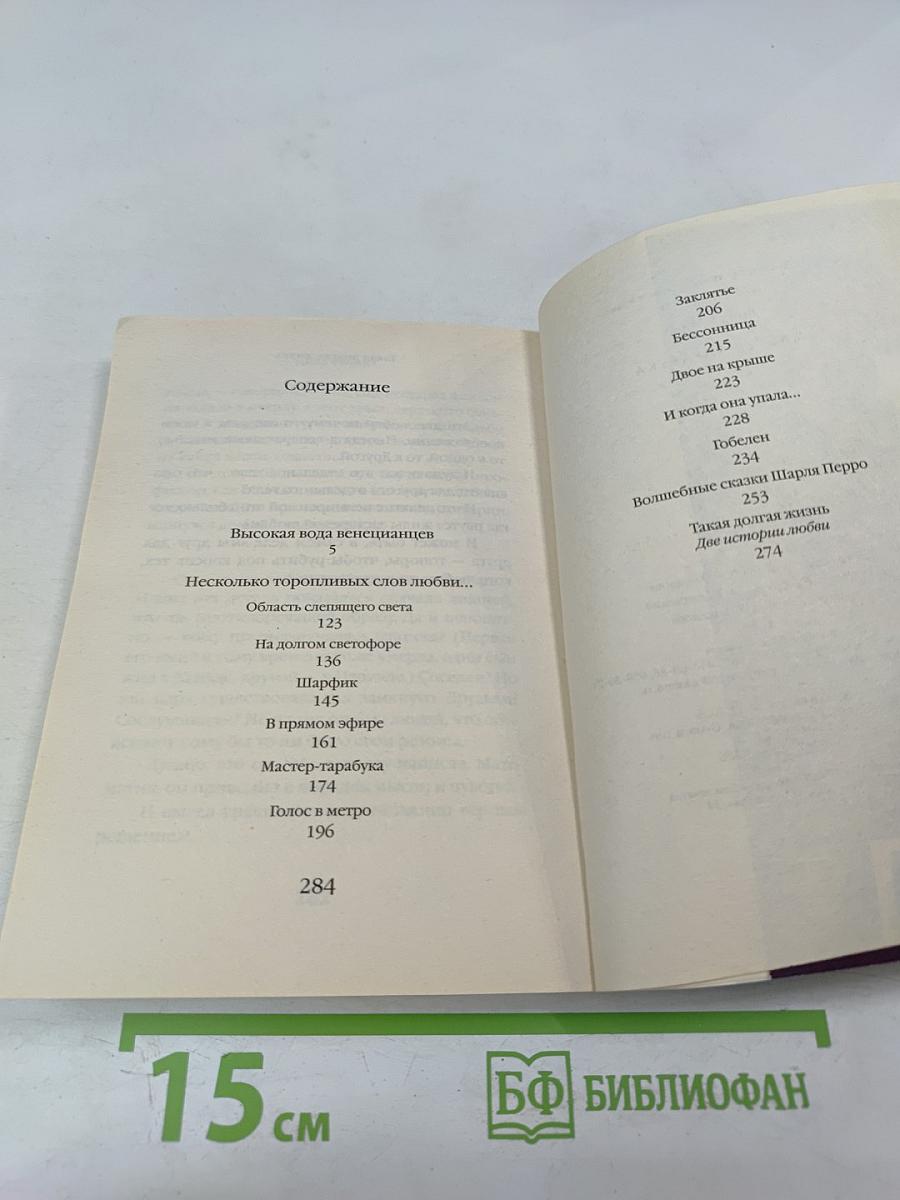 Содержание
Высокая вода венецианцев
5
Несколько торопливых слов любви...
Область слепящего света
123
На долгом светофоре
136
Шарфик
145
В прямом эфире
161
Мастер-тарабука
174
Голос в метро
196
284
Заклятье
206
Бессонница
215
Двое на крыше
223
И когда она упала...
228
Гобелен
234
Волшебные сказки Шарля Перро
253
Такая долгая жизнь
Две истории любви
274
15 см
БФ БИБЛИОФАН